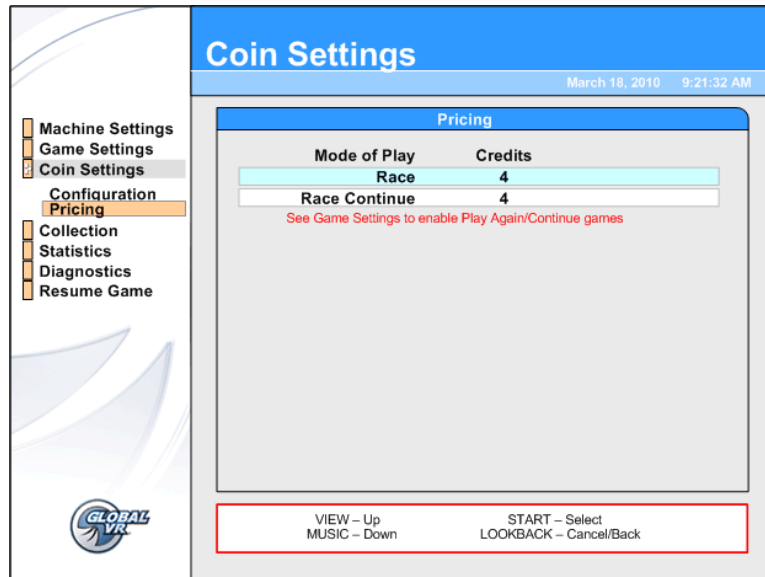 Coin Settings
March 18, 2010 9:21:32 AM
Machine Settings
Game Settings
Coin Settings
Configuration
Pricing
Collection
Statistics
Diagnostics
Resume Game
GLOBAL
VR
Pricing
Mode of Play Credits
Race 4
Race Continue 4
See Game Settings to enable Play Again/Continue games
VIEW – Up START – Select
MUSIC – Down LOOKBACK – Cancel/Back